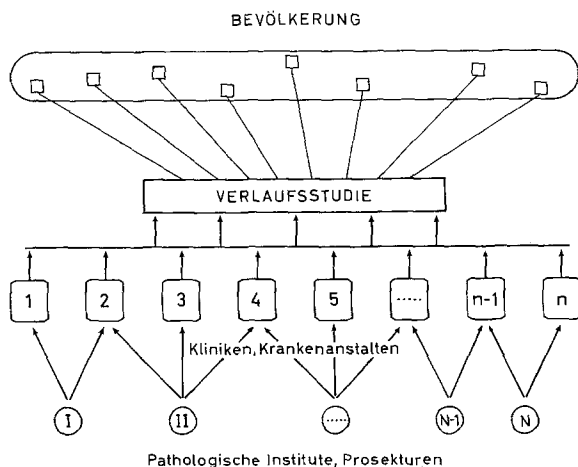 BEVÖLKERUNG
VERLAUFSSTUDIE
1 2 3 4 5 ..... n-1 n
Kliniken, Krankenanstalten
I II ..... N-1 N
Pathologische Institute, Prosekturen